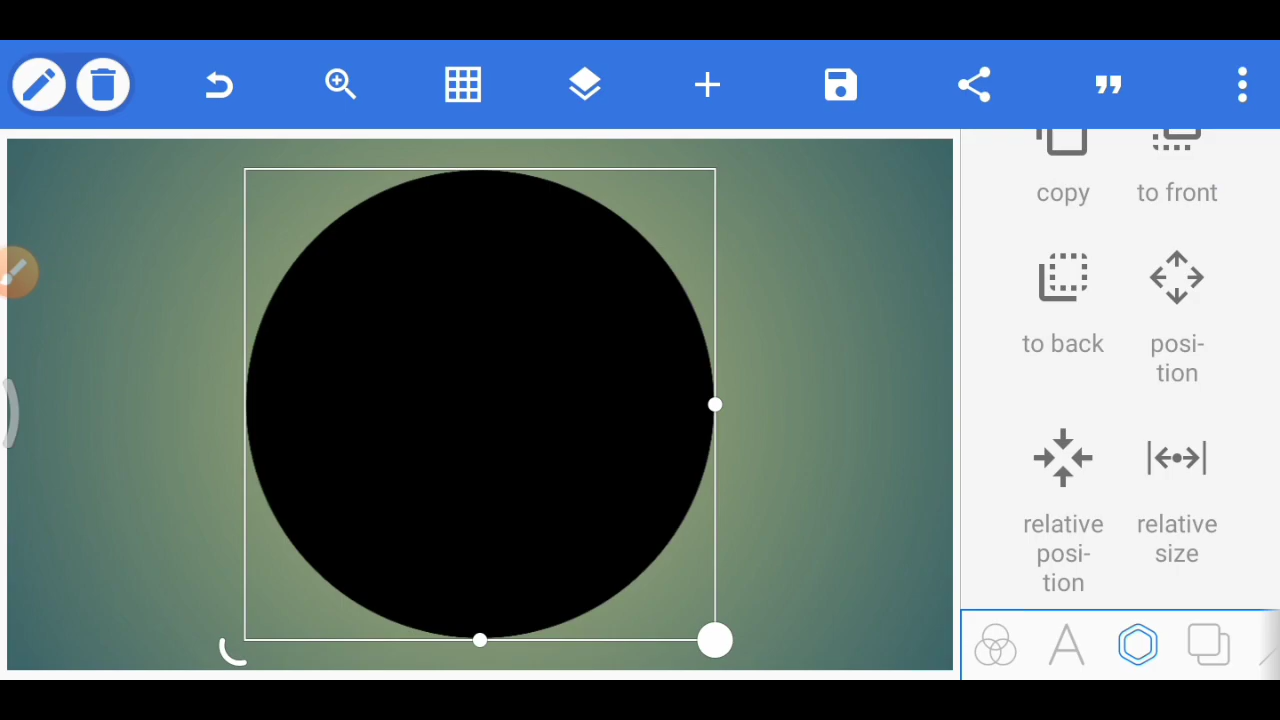 copy
to front
to back
posi-
tion
relative
posi-
tion
relative
size